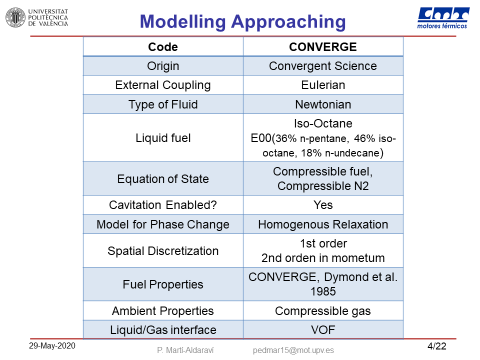 UNIVERSITAT
POLITÈCNICA
DE VALÈNCIA
Modelling Approaching
CMT
motores térmicos
Code CONVERGE
Origin Convergent Science
External Coupling Eulerian
Type of Fluid Newtonian
Liquid fuel Iso-Octane
E00(36% n-pentane, 46% iso-
octane, 18% n-undecane)
Equation of State Compressible fuel,
Compressible N2
Cavitation Enabled? Yes
Model for Phase Change Homogenous Relaxation
Spatial Discretization 1st order
2nd orden in mometum
Fuel Properties CONVERGE, Dymond et al.
1985
Ambient Properties Compressible gas
Liquid/Gas interface VOF
29-May-2020 P. Martí-Aldaraví pedmar15@mot.upv.es 4/22